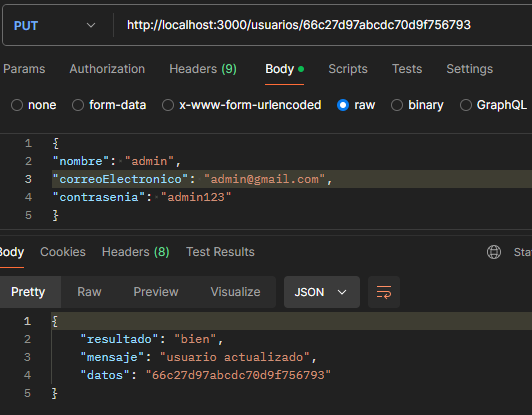 PUT http://localhost:3000/usuarios/66c27d97abcdc70d9f756793
Params Authorization Headers (9) Body Scripts Tests Settings
none form-data x-www-form-urlencoded raw binary GraphQL
1 {
2 "nombre": "admin",
3 "correoElectronico": "admin@gmail.com",
4 "contrasenia": "admin123"
5 }
Body Cookies Headers (8) Test Results
Pretty Raw Preview Visualize JSON
1 {
2 "resultado": "bien",
3 "mensaje": "usuario actualizado",
4 "datos": "66c27d97abcdc70d9f756793"
5 }